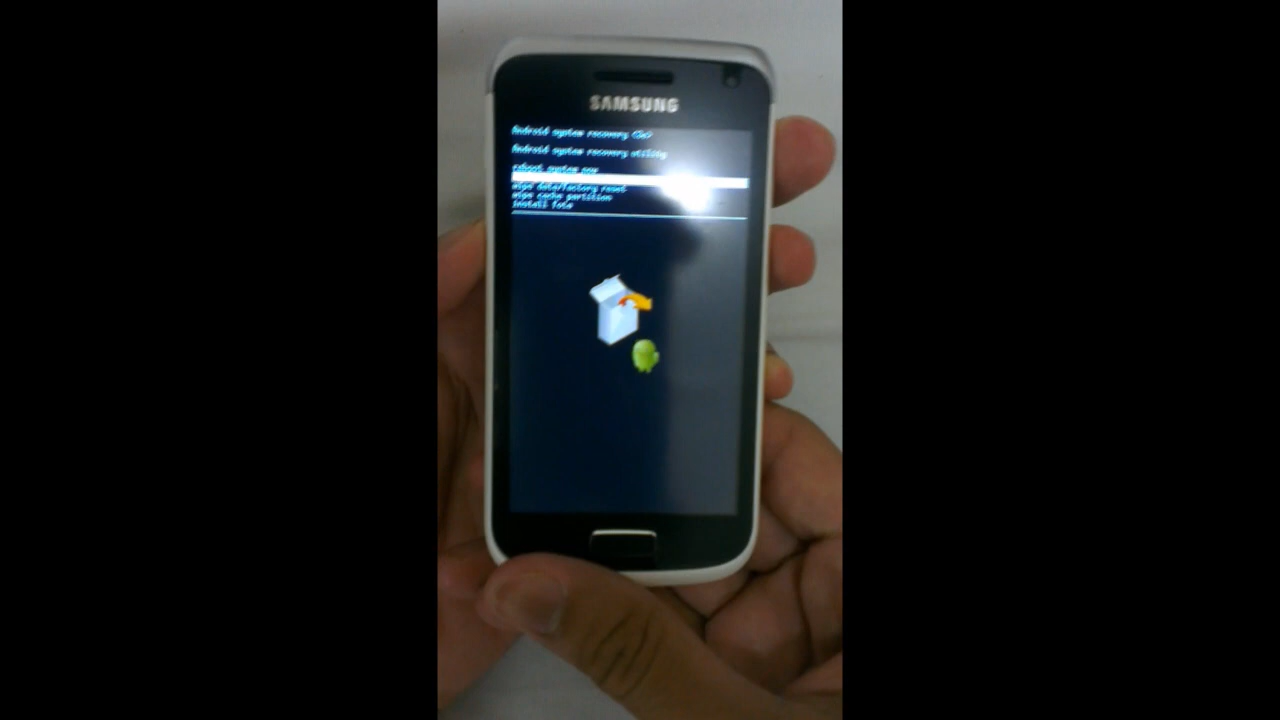 SAMSUNG
Android system recovery <3e>
Android system recovery utility
reboot system now
wipe data/factory reset
wipe cache partition
install fota